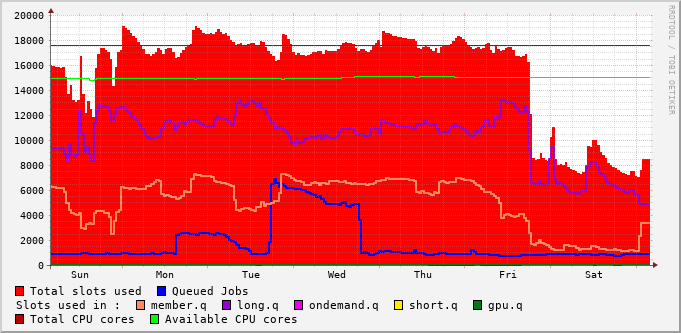 20000
18000
16000
14000
12000
10000
8000
6000
4000
2000
0
Sun Mon Tue Wed Thu Fri Sat
RRDTOOL / TOBI OETIKER
Total slots used Queued Jobs
Slots used in : member.q long.q ondemand.q short.q gpu.q
Total CPU cores Available CPU cores